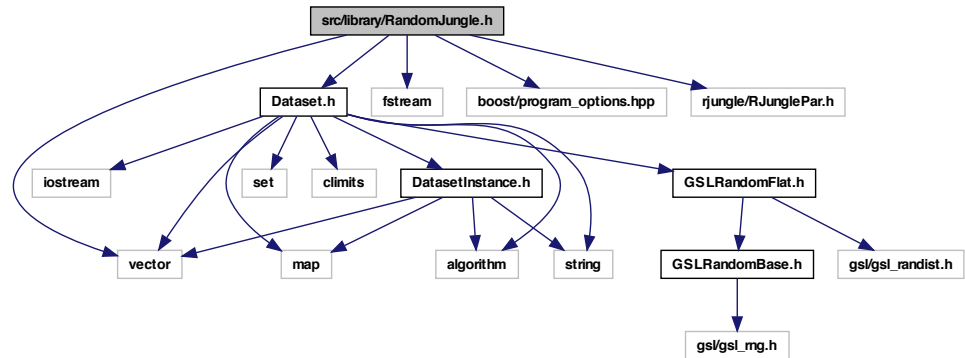 src/library/RandomJungle.h
Dataset.h
fstream
boost/program_options.hpp
rjungle/RJunglePar.h
iostream
set
climits
DatasetInstance.h
GSLRandomFlat.h
vector
map
algorithm
string
GSLRandomBase.h
gsl/gsl_randist.h
gsl/gsl_rng.h